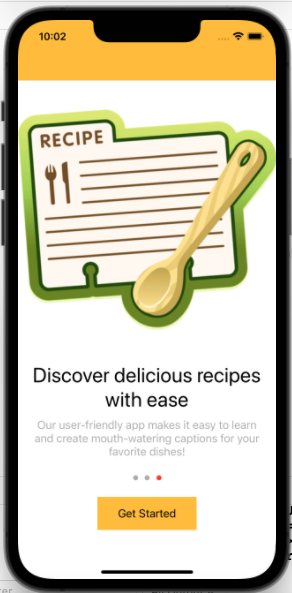 10:02
RECIPE
Discover delicious recipes
with ease
Our user-friendly app makes it easy to learn
and create mouth-watering captions for your
favorite dishes!
Get Started